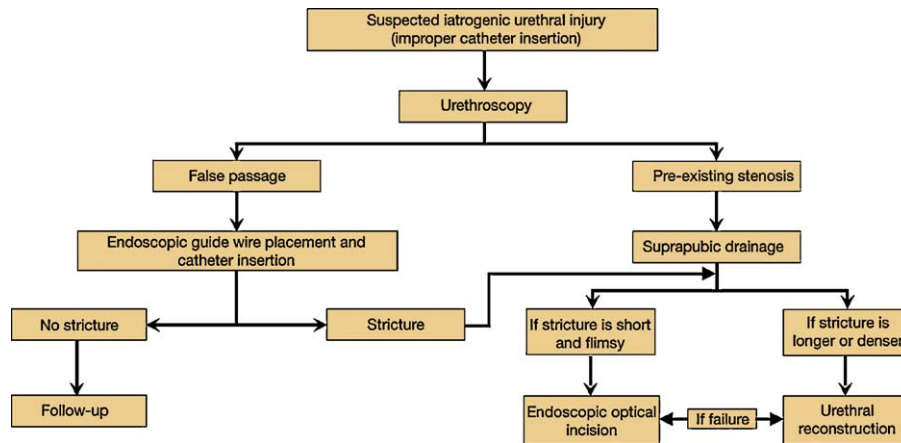 Suspected iatrogenic urethral injury
(improper catheter insertion)
Urethroscopy
False passage
Pre-existing stenosis
Endoscopic guide wire placement and
catheter insertion
Suprapubic drainage
No stricture
Stricture
If stricture is short
and flimsy
If stricture is
longer or denser
Follow-up
Endoscopic optical
incision
If failure
Urethral
reconstruction